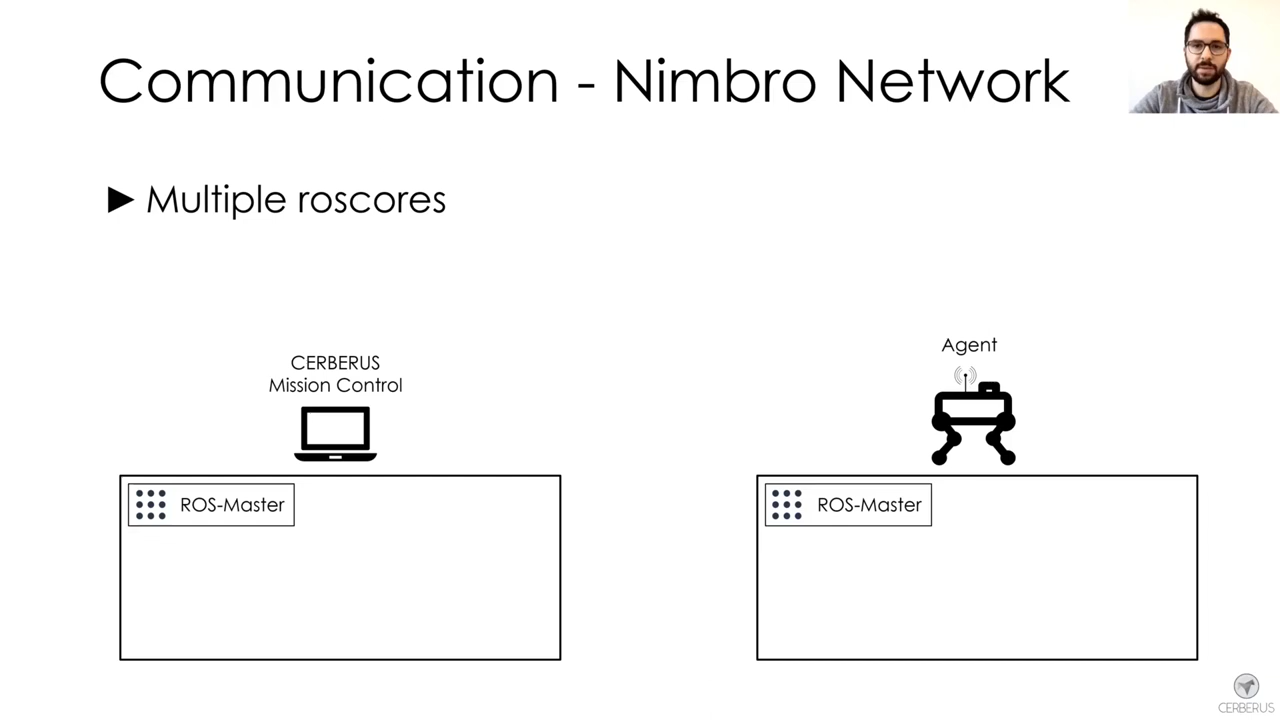 Communication - Nimbro Network
► Multiple roscores
CERBERUS
Mission Control
Agent
ROS-Master
ROS-Master
CERBERUS